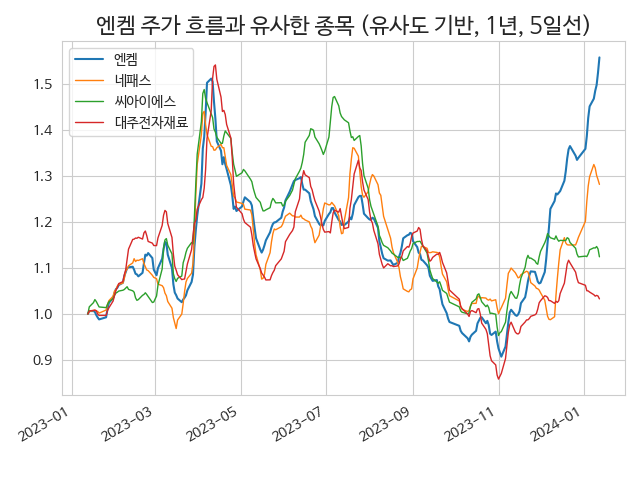 엔켐 주가 흐름과 유사한 종목 (유사도 기반, 1년, 5일선)
엔켐
네패스
씨아이에스
대주전자재료
1.5
1.4
1.3
1.2
1.1
1.0
0.9
2023-01
2023-03
2023-05
2023-07
2023-09
2023-11
2024-01